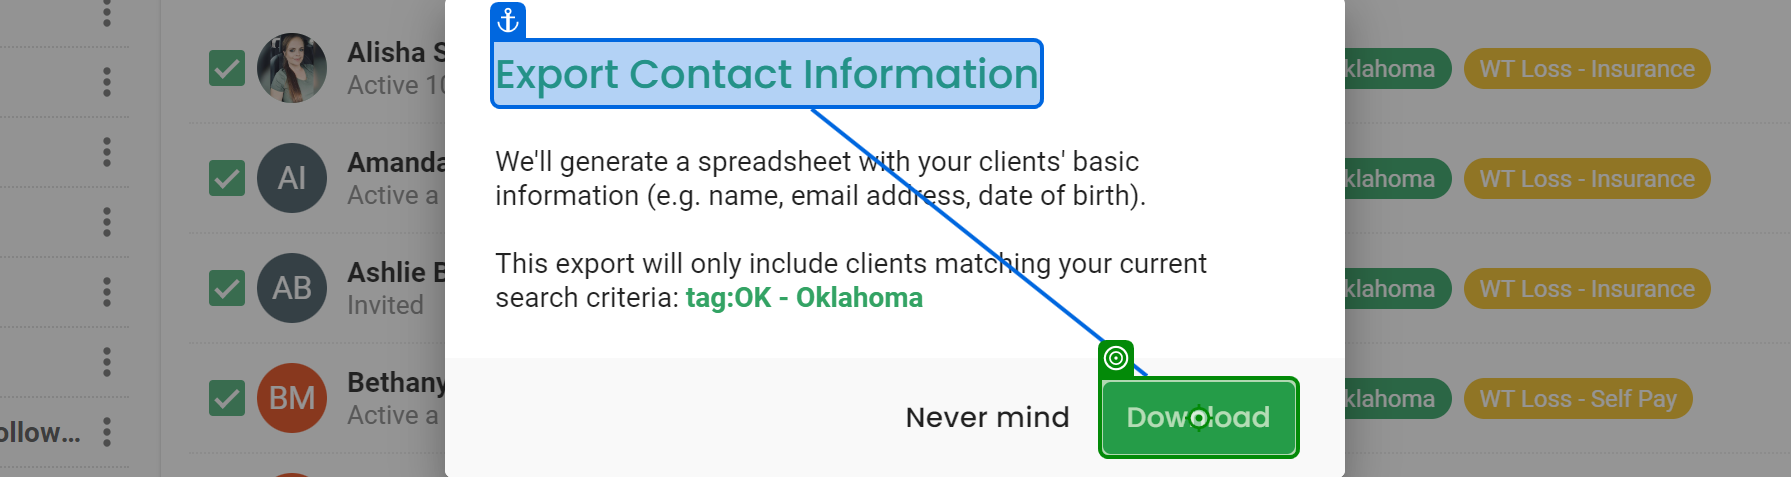 Export Contact Information
We'll generate a spreadsheet with your clients' basic
information (e.g. name, email address, date of birth).
This export will only include clients matching your current
search criteria: tag:OK - Oklahoma
Never mind
Download
Alisha S
Active 10
klahoma
WT Loss - Insurance
AI
Amanda
Active a
klahoma
WT Loss - Insurance
AB
Ashlie B
Invited
klahoma
WT Loss - Insurance
BM
Bethany
Active a
klahoma
WT Loss - Self Pay
ollow...